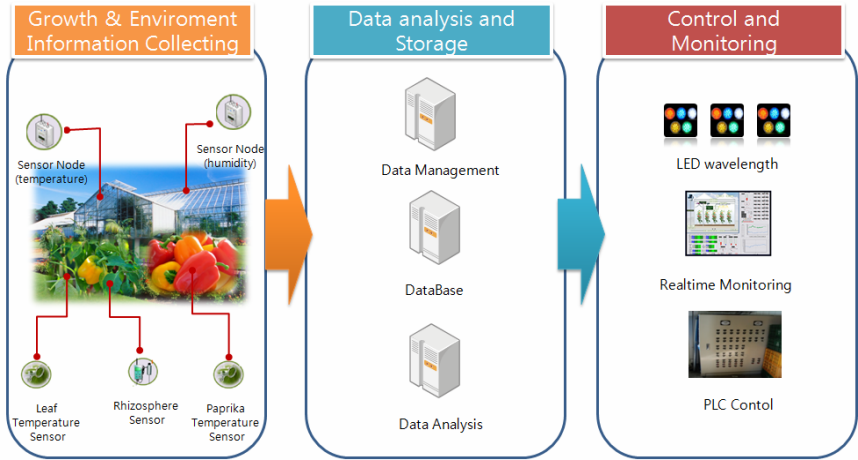 Growth & Enviroment
Information Collecting
Data analysis and
Storage
Control and
Monitoring
Sensor Node
(temperature)
Sensor Node
(humidity)
Leaf
Temperature
Sensor
Rhizosphere
Sensor
Paprika
Temperature
Sensor
Data Management
DataBase
Data Analysis
LED wavelength
Realtime Monitoring
PLC Contol